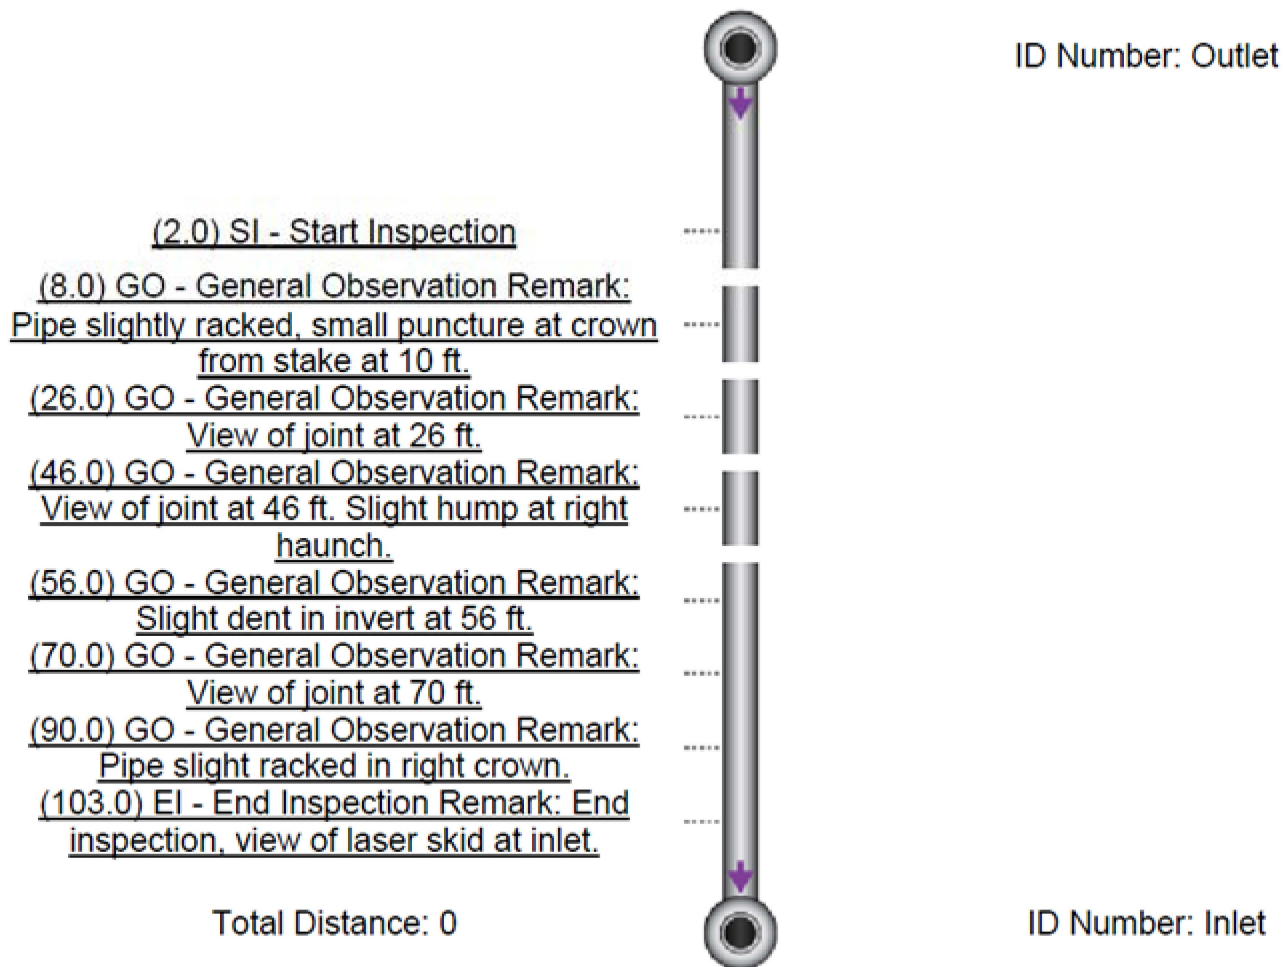 ID Number: Outlet
(2.0) SI - Start Inspection
(8.0) GO - General Observation Remark:
Pipe slightly racked, small puncture at crown
from stake at 10 ft.
(26.0) GO - General Observation Remark:
View of joint at 26 ft.
(46.0) GO - General Observation Remark:
View of joint at 46 ft. Slight hump at right
haunch.
(56.0) GO - General Observation Remark:
Slight dent in invert at 56 ft.
(70.0) GO - General Observation Remark:
View of joint at 70 ft.
(90.0) GO - General Observation Remark:
Pipe slight racked in right crown.
(103.0) EI - End Inspection Remark: End
inspection, view of laser skid at inlet.
Total Distance: 0
ID Number: Inlet